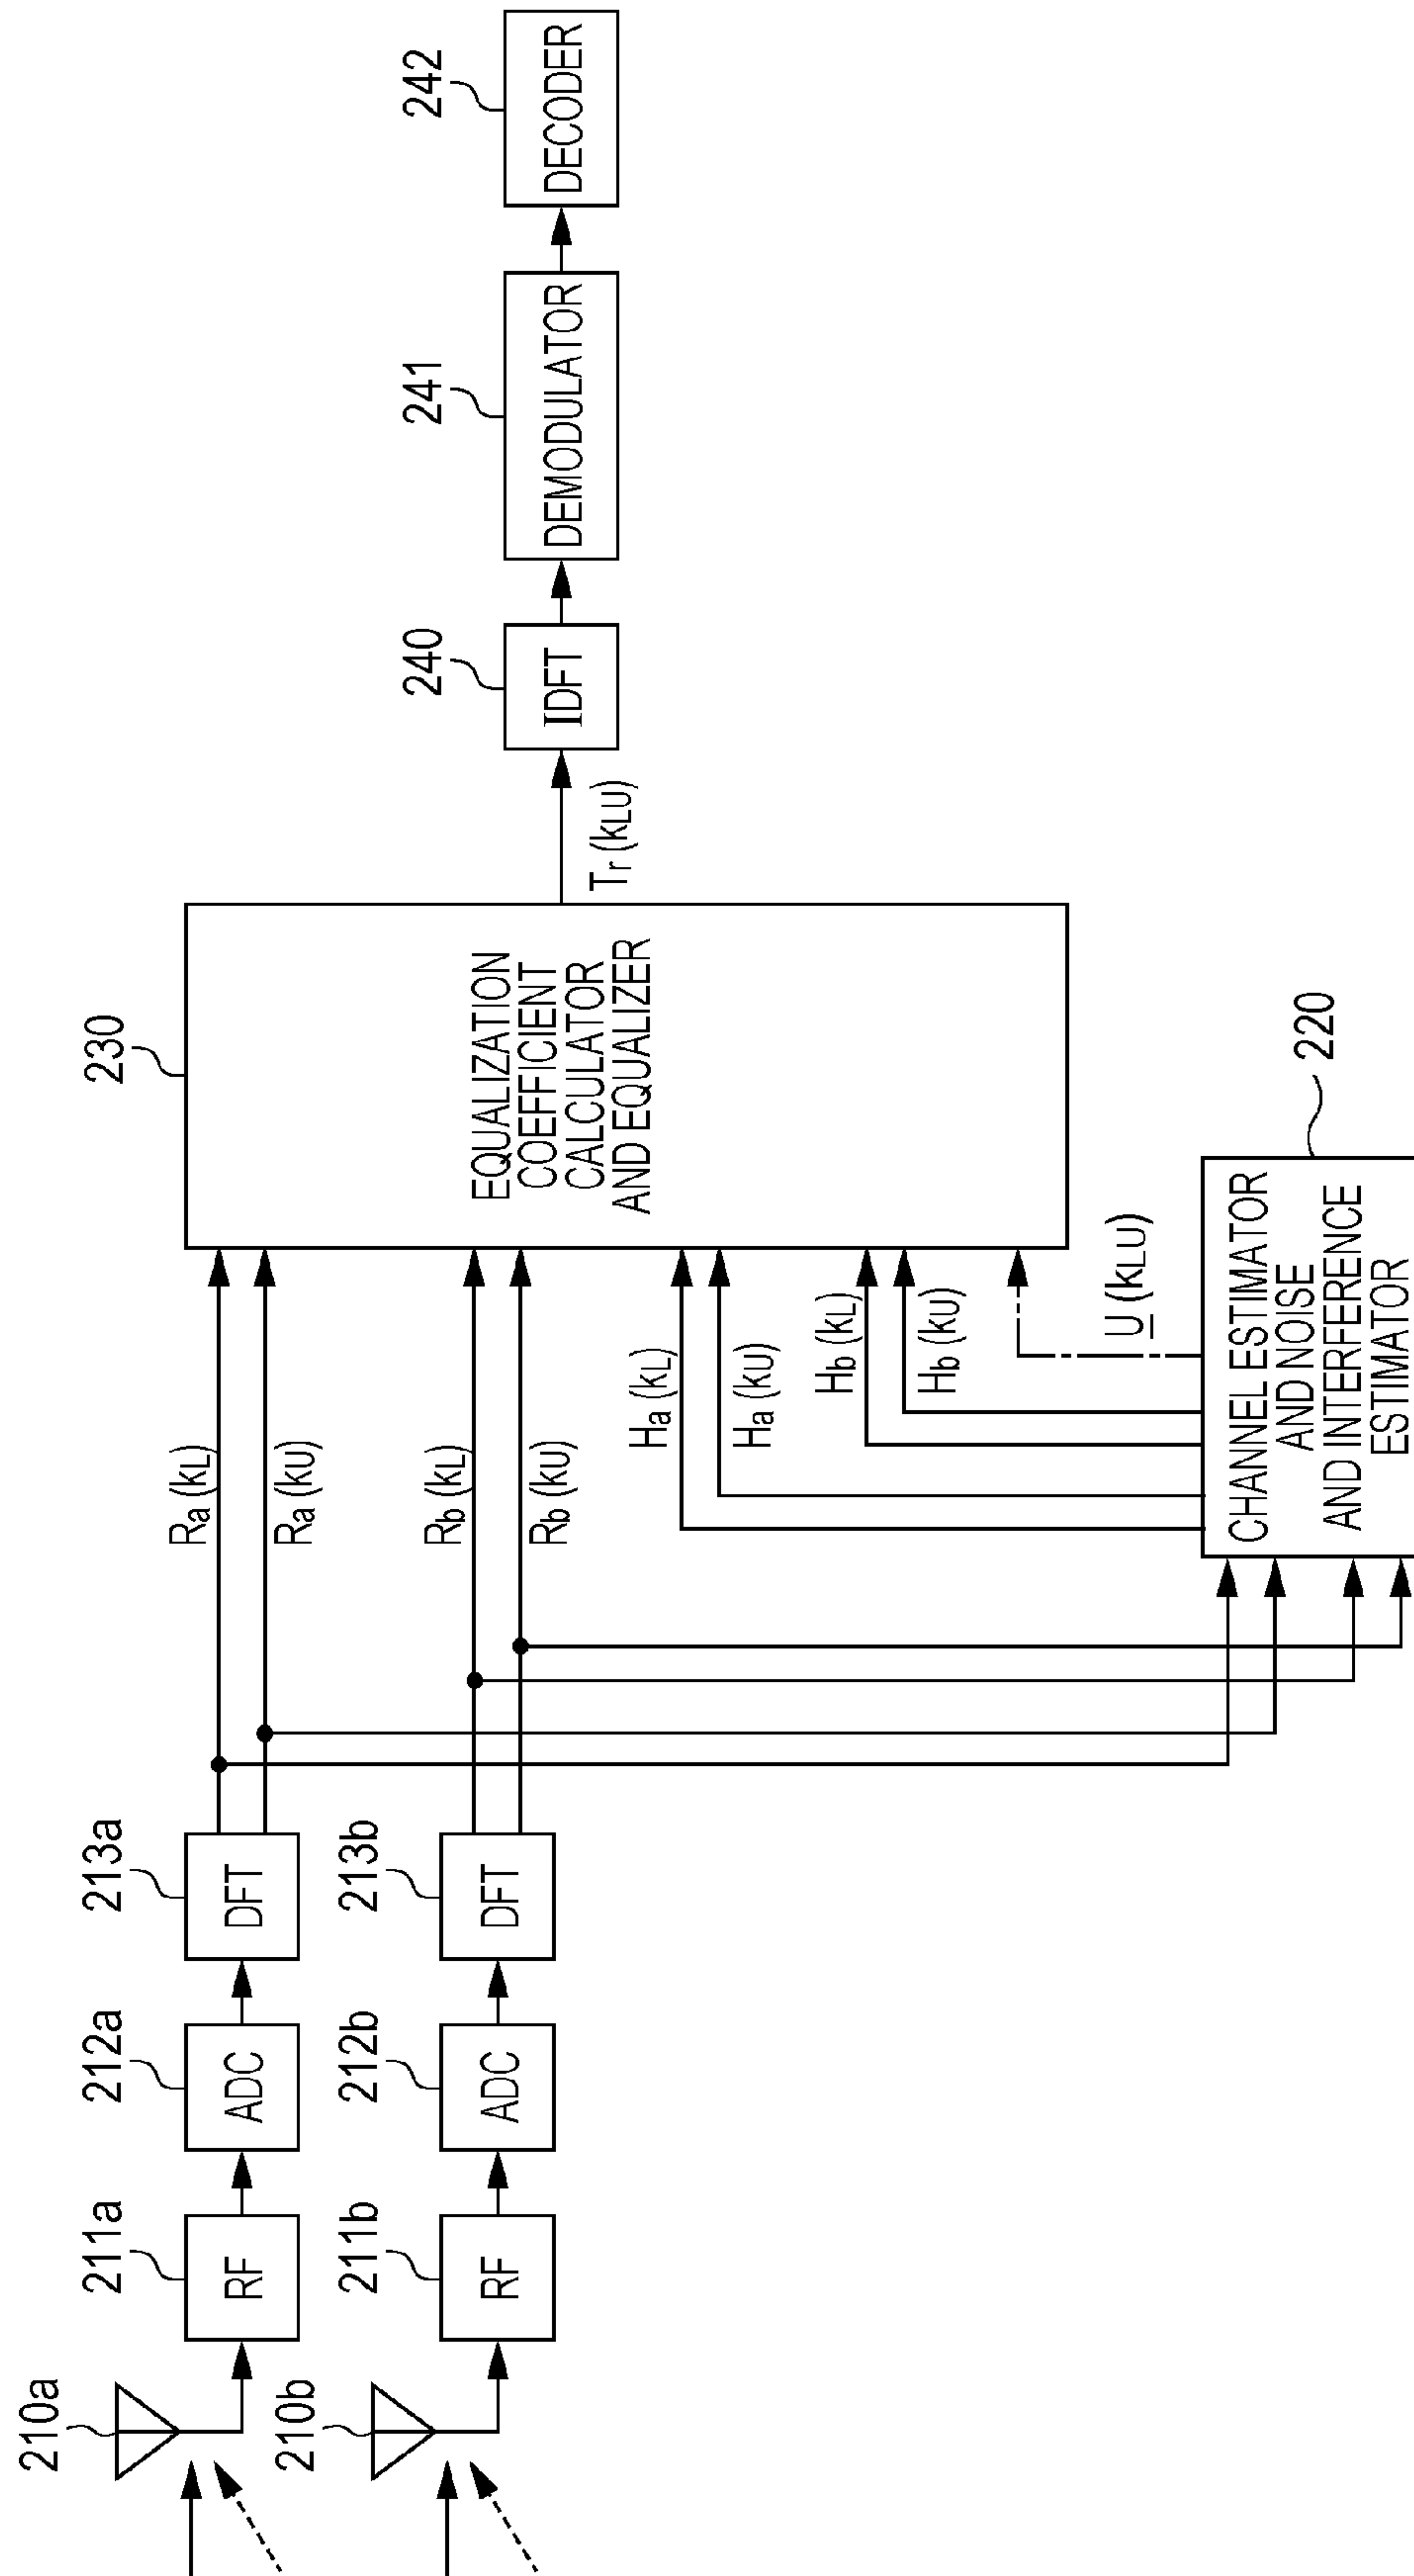 210a
211a
RF
212a
ADC
213a
DFT
Ra (kL)
Ra (kU)
210b
211b
RF
212b
ADC
213b
DFT
Rb (kL)
Rb (kU)
Ha (kL)
Ha (kU)
Hb (kL)
Hb (kU)
U (kLU)
220
CHANNEL ESTIMATOR
AND NOISE
AND INTERFERENCE
ESTIMATOR
230
EQUALIZATION
COEFFICIENT
CALCULATOR
AND EQUALIZER
Tr (kLU)
240
IDFT
241
DEMODULATOR
242
DECODER